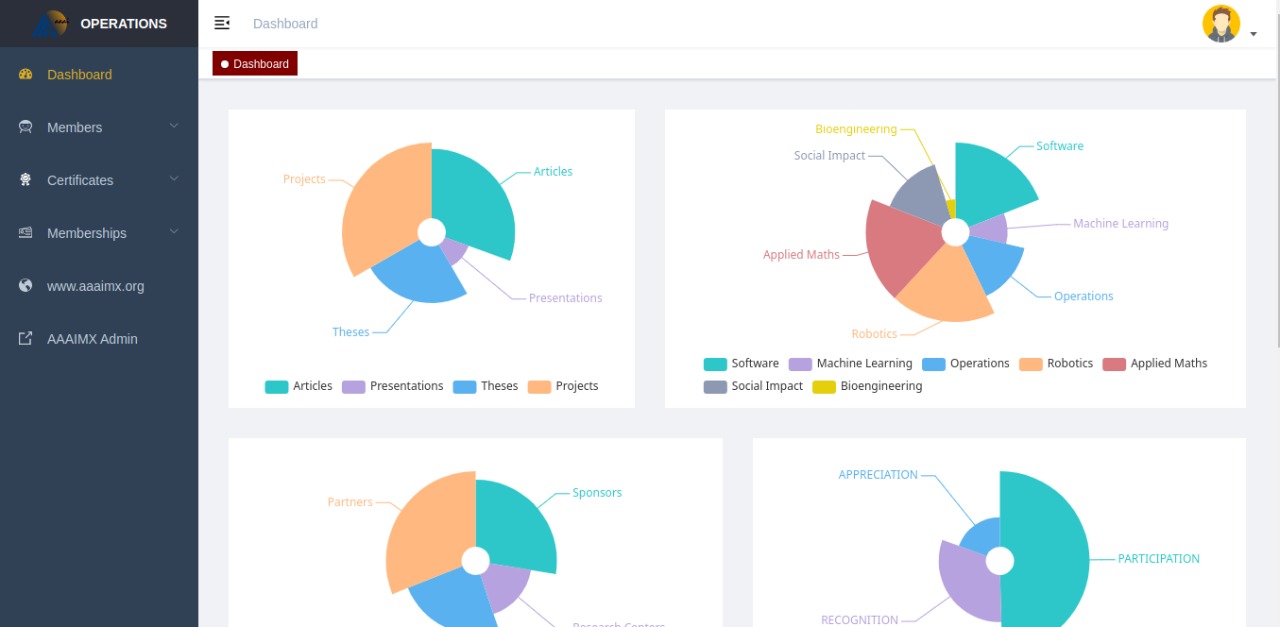 OPERATIONS
Dashboard
Dashboard
Dashboard
Members
Certificates
Memberships
www.aaaimx.org
AAAIMX Admin
Projects
Articles
Presentations
Theses
Articles Presentations Theses Projects
Bioengineering
Social Impact
Software
Machine Learning
Applied Maths
Operations
Robotics
Software Machine Learning Operations Robotics Applied Maths
Social Impact Bioengineering
Partners
Sponsors
Research Centers
APPRECIATION
PARTICIPATION
RECOGNITION